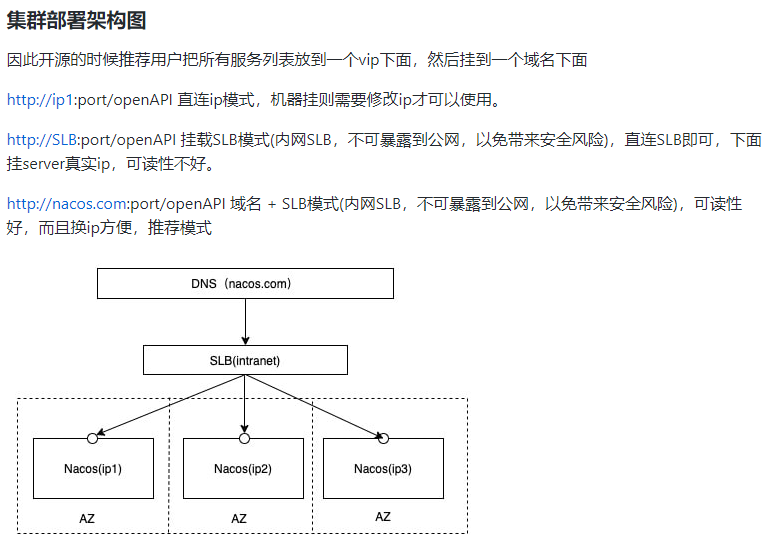 集群部署架构图
因此开源的时候推荐用户把所有服务列表放到一个vip下面，然后挂到一个域名下面
http://ip1:port/openAPI 直连ip模式，机器挂则需要修改ip才可以使用。
http://SLB:port/openAPI 挂载SLB模式(内网SLB，不可暴露到公网，以免带来安全风险)，直连SLB即可，下面
挂server真实ip，可读性不好。
http://nacos.com:port/openAPI 域名 + SLB模式(内网SLB，不可暴露到公网，以免带来安全风险)，可读性
好，而且换ip方便，推荐模式
DNS（nacos.com）
SLB(intranet)
Nacos(ip1)
Nacos(ip2)
Nacos(ip3)
AZ
AZ
AZ